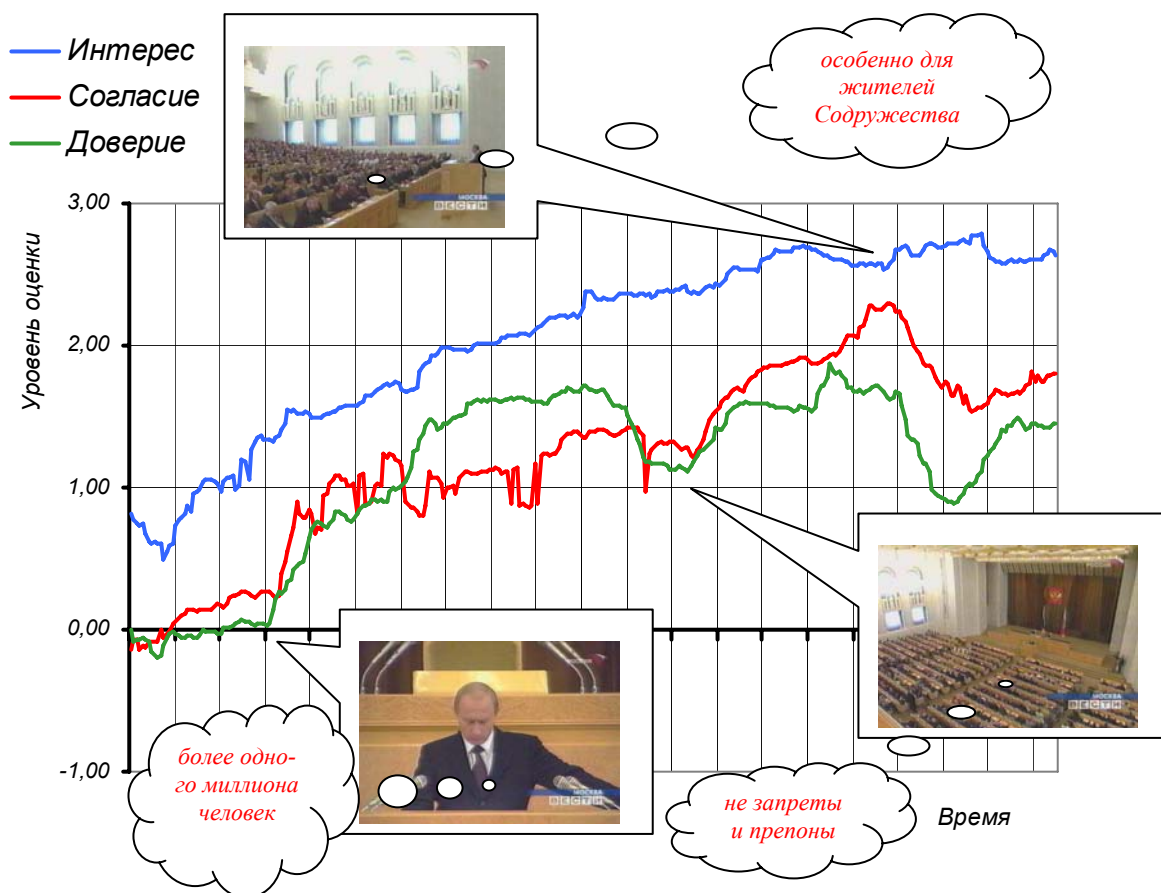 Интерес
Согласие
Доверие
особенно для
жителей
Содружества
МОСКВА
ВЕСТИ
3,00
2,00
1,00
0,00
-1,00
Уровень оценки
МОСКВА
ВЕСТИ
МОСКВА
ВЕСТИ
более одно-
го миллиона
человек
не запреты
и препоны
Время